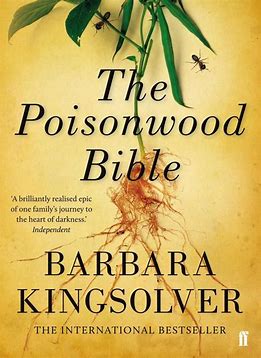 The
Poisonwood
Bible
'A brilliantly realised epic
of one family's journey to
the heart of darkness.'
Independent
BARBARA
KINGSOLVER
THE INTERNATIONAL BESTSELLER
ff